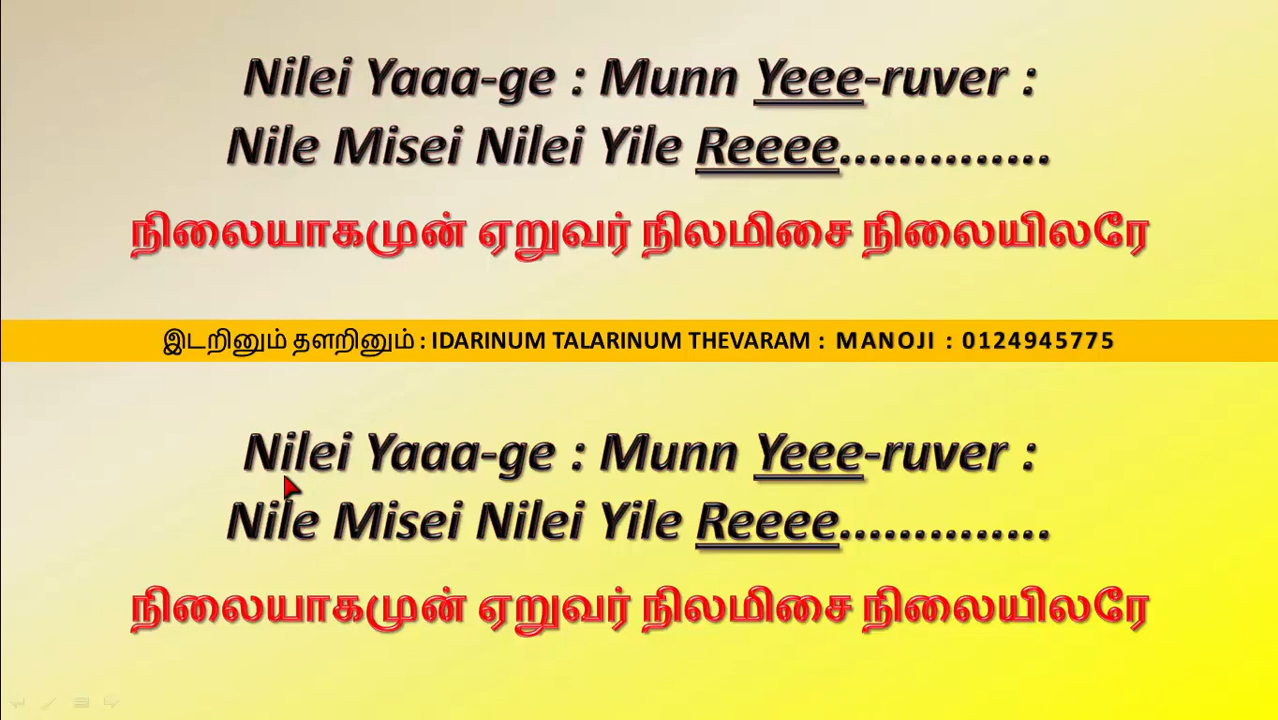 Nilei Yaaa-ge : Munn Yeee-ruver :
Nile Misei Nilei Yile Reeee..............
நிலையாகமுன் ஏறுவர் நிலமிசை நிலையிலரே
இடறினும் தளறினும் : IDARINUM TALARINUM THEVARAM : MANOJI : 0124945775
Nilei Yaaa-ge : Munn Yeee-ruver :
Nile Misei Nilei Yile Reeee..............
நிலையாகமுன் ஏறுவர் நிலமிசை நிலையிலரே